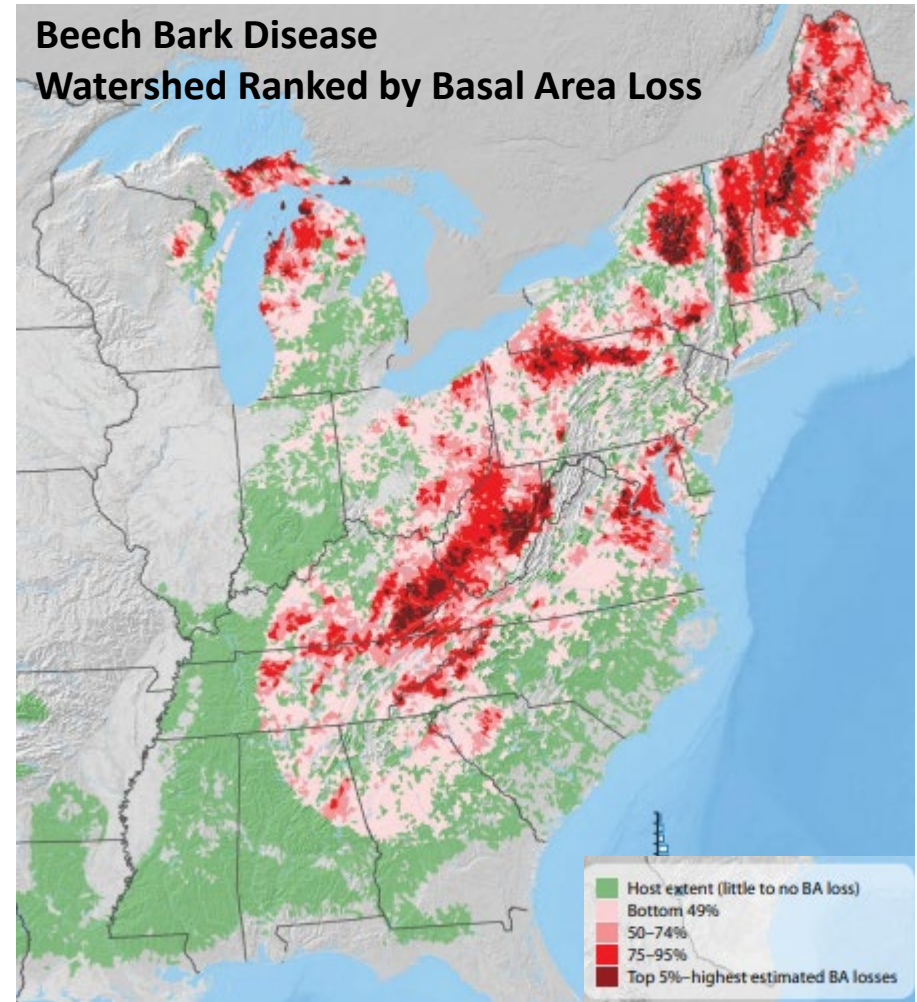 Beech Bark Disease
Watershed Ranked by Basal Area Loss
Host extent (little to no BA loss)
Bottom 49%
50–74%
75–95%
Top 5%–highest estimated BA losses